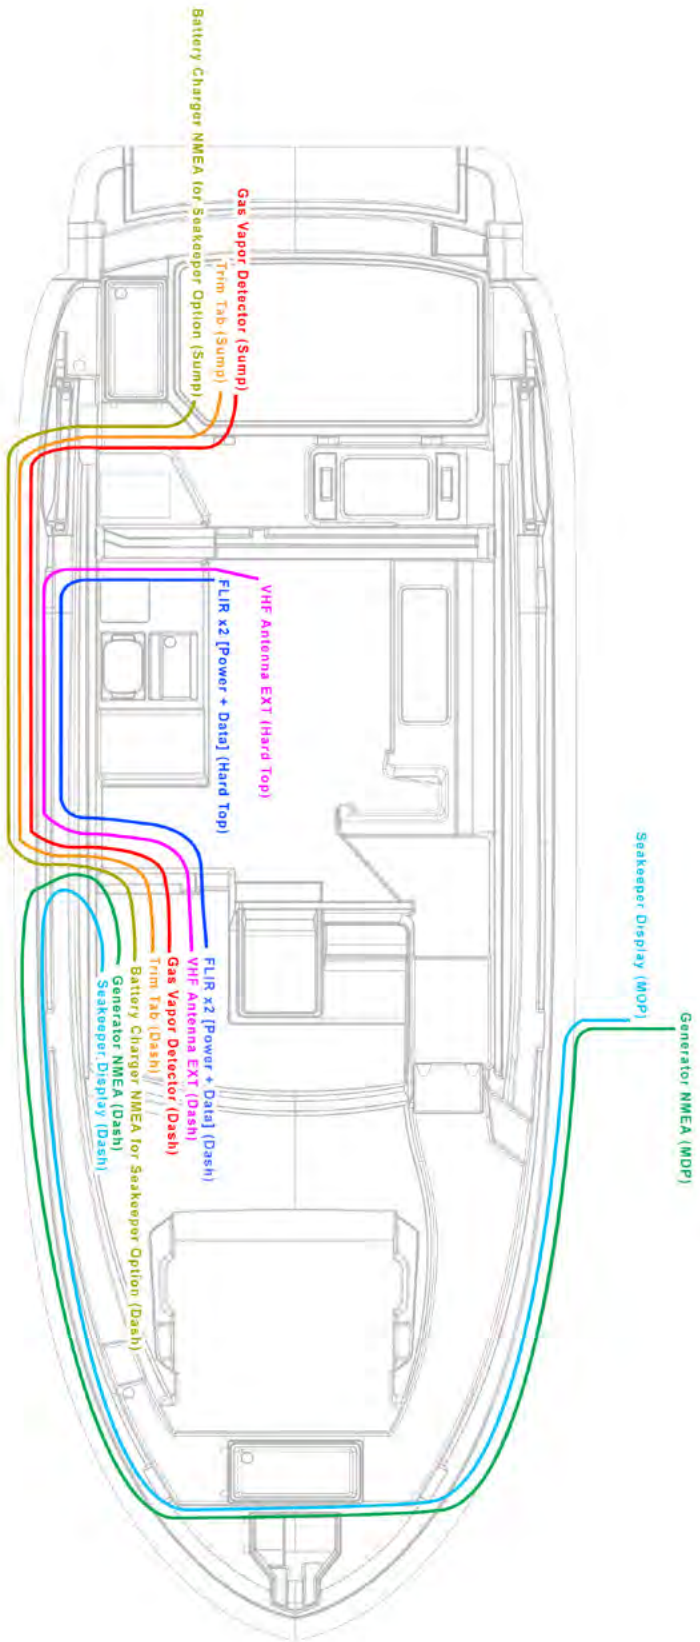 Battery Charger NMEA for Seakeeper Option (Sump)
Trim Tab (Sump)
Gas Vapor Detector (Sump)
VHF Antenna EXT (Hard Top)
FLIR x2 [Power + Data] (Hard Top)
FLIR x2 [Power + Data] (Dash)
VHF Antenna EXT (Dash)
Gas Vapor Detector (Dash)
Trim Tab (Dash)
Battery Charger NMEA for Seakeeper Option (Dash)
Generator NMEA (Dash)
Seakeeper Display (Dash)
Seakeeper Display (MDP)
Generator NMEA (MDP)